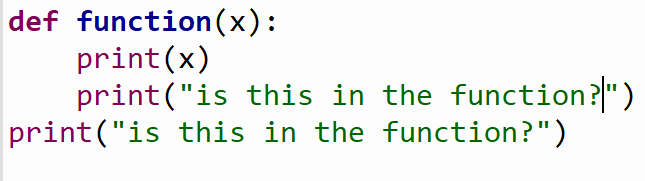 def function(x):
    print(x)
    print("is this in the function?")
print("is this in the function?")